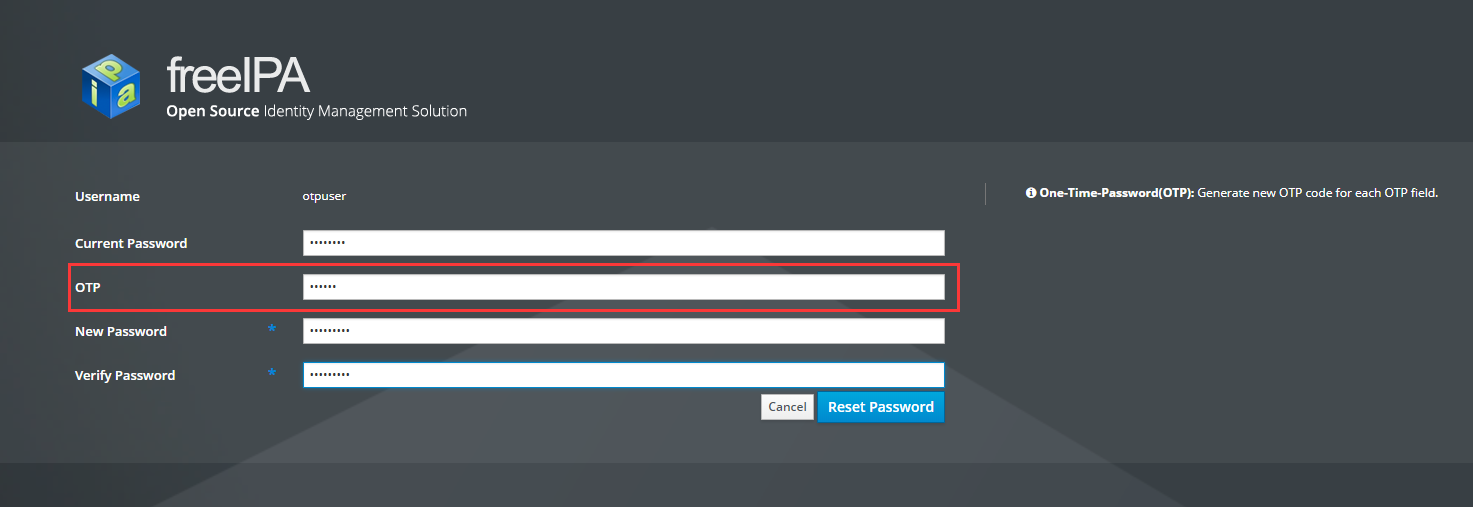 ipa
freeIPA
Open Source Identity Management Solution
Username otpuser
One-Time-Password(OTP): Generate new OTP code for each OTP field.
Current Password ••••••••
OTP ••••••
New Password * •••••••••
Verify Password * •••••••••
Cancel Reset Password